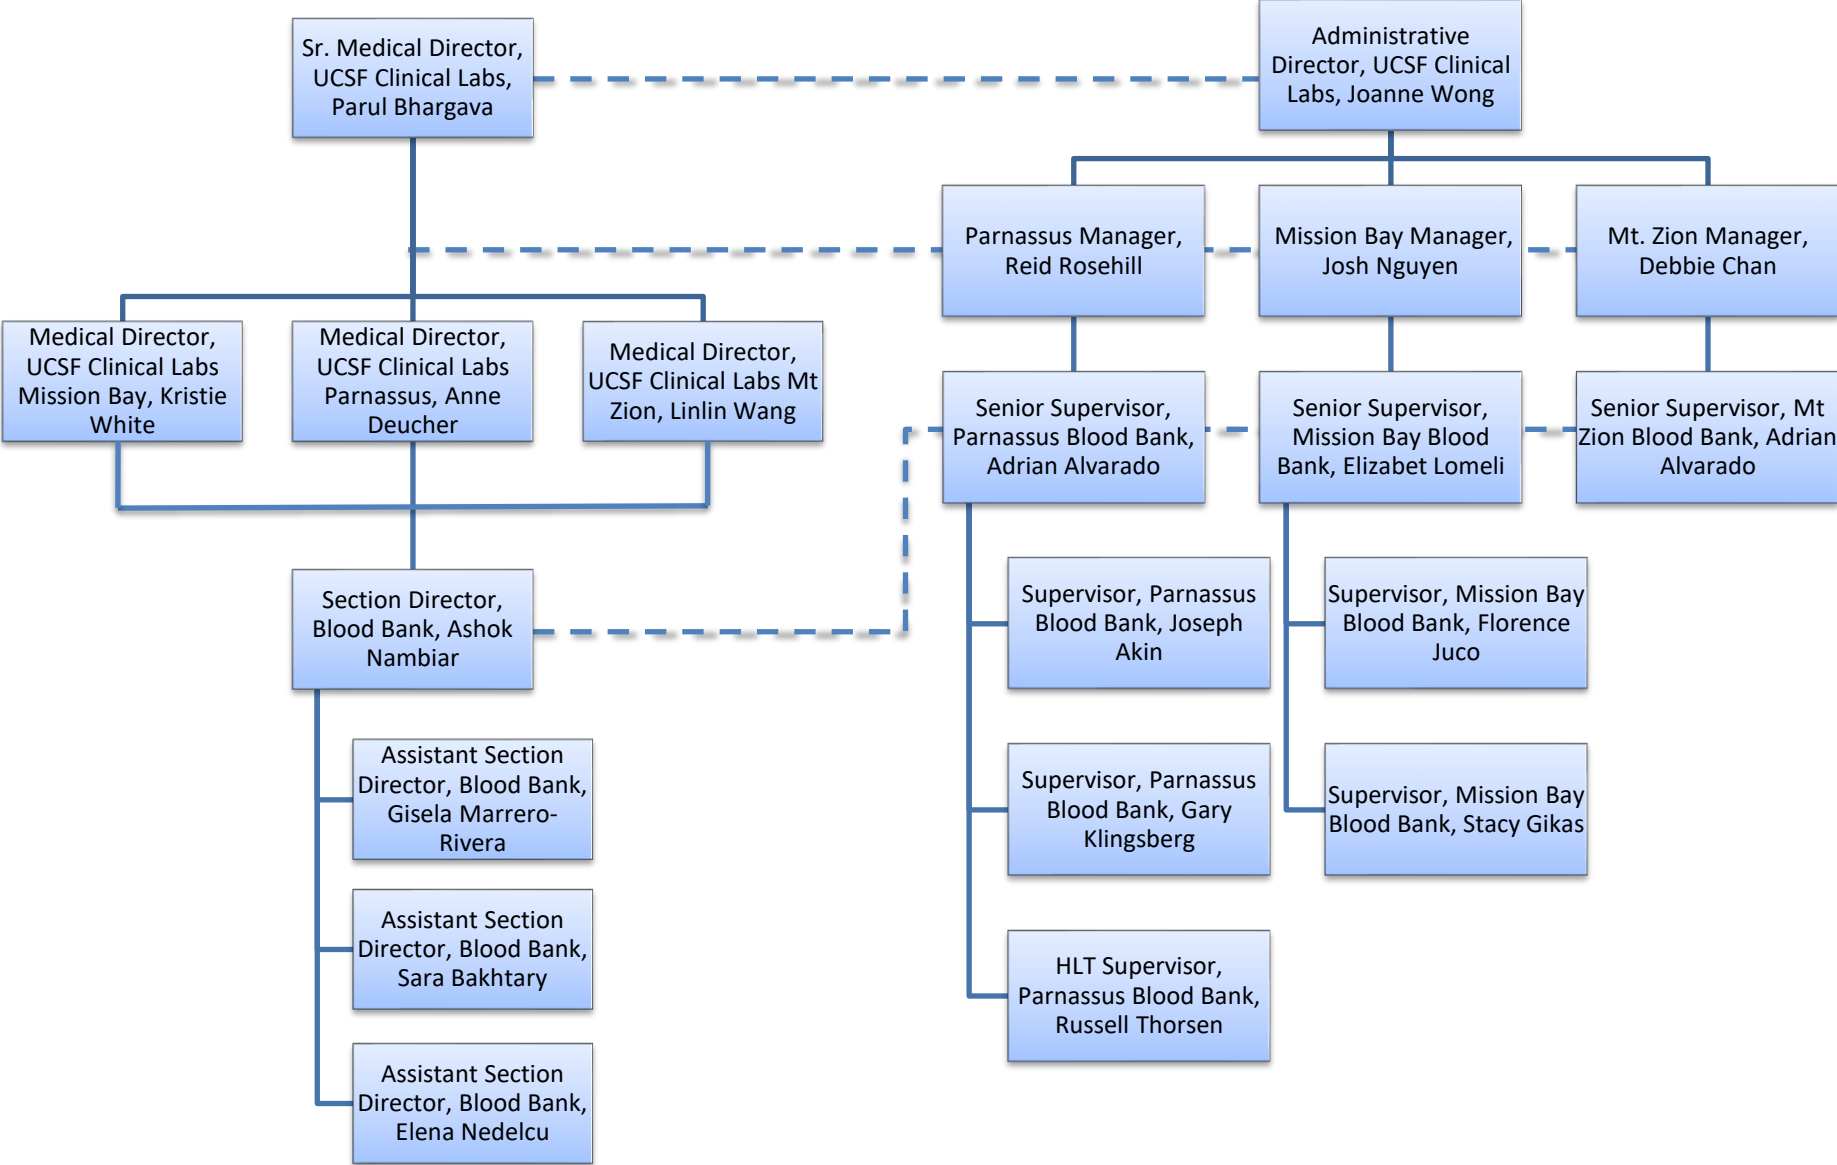 Sr. Medical Director,
UCSF Clinical Labs,
Parul Bhargava
Administrative
Director, UCSF Clinical
Labs, Joanne Wong
Parnassus Manager,
Reid Rosehill
Mission Bay Manager,
Josh Nguyen
Mt. Zion Manager,
Debbie Chan
Medical Director,
UCSF Clinical Labs
Mission Bay, Kristie
White
Medical Director,
UCSF Clinical Labs
Parnassus, Anne
Deucher
Medical Director,
UCSF Clinical Labs Mt
Zion, Linlin Wang
Senior Supervisor,
Parnassus Blood Bank,
Adrian Alvarado
Senior Supervisor,
Mission Bay Blood
Bank, Elizabet Lomeli
Senior Supervisor, Mt
Zion Blood Bank, Adrian
Alvarado
Section Director,
Blood Bank, Ashok
Nambiar
Supervisor, Parnassus
Blood Bank, Joseph
Akin
Supervisor, Mission Bay
Blood Bank, Florence
Juco
Assistant Section
Director, Blood Bank,
Gisela Marrero-
Rivera
Supervisor, Parnassus
Blood Bank, Gary
Klingsberg
Supervisor, Mission Bay
Blood Bank, Stacy Gikas
Assistant Section
Director, Blood Bank,
Sara Bakhtary
HLT Supervisor,
Parnassus Blood Bank,
Russell Thorsen
Assistant Section
Director, Blood Bank,
Elena Nedelcu